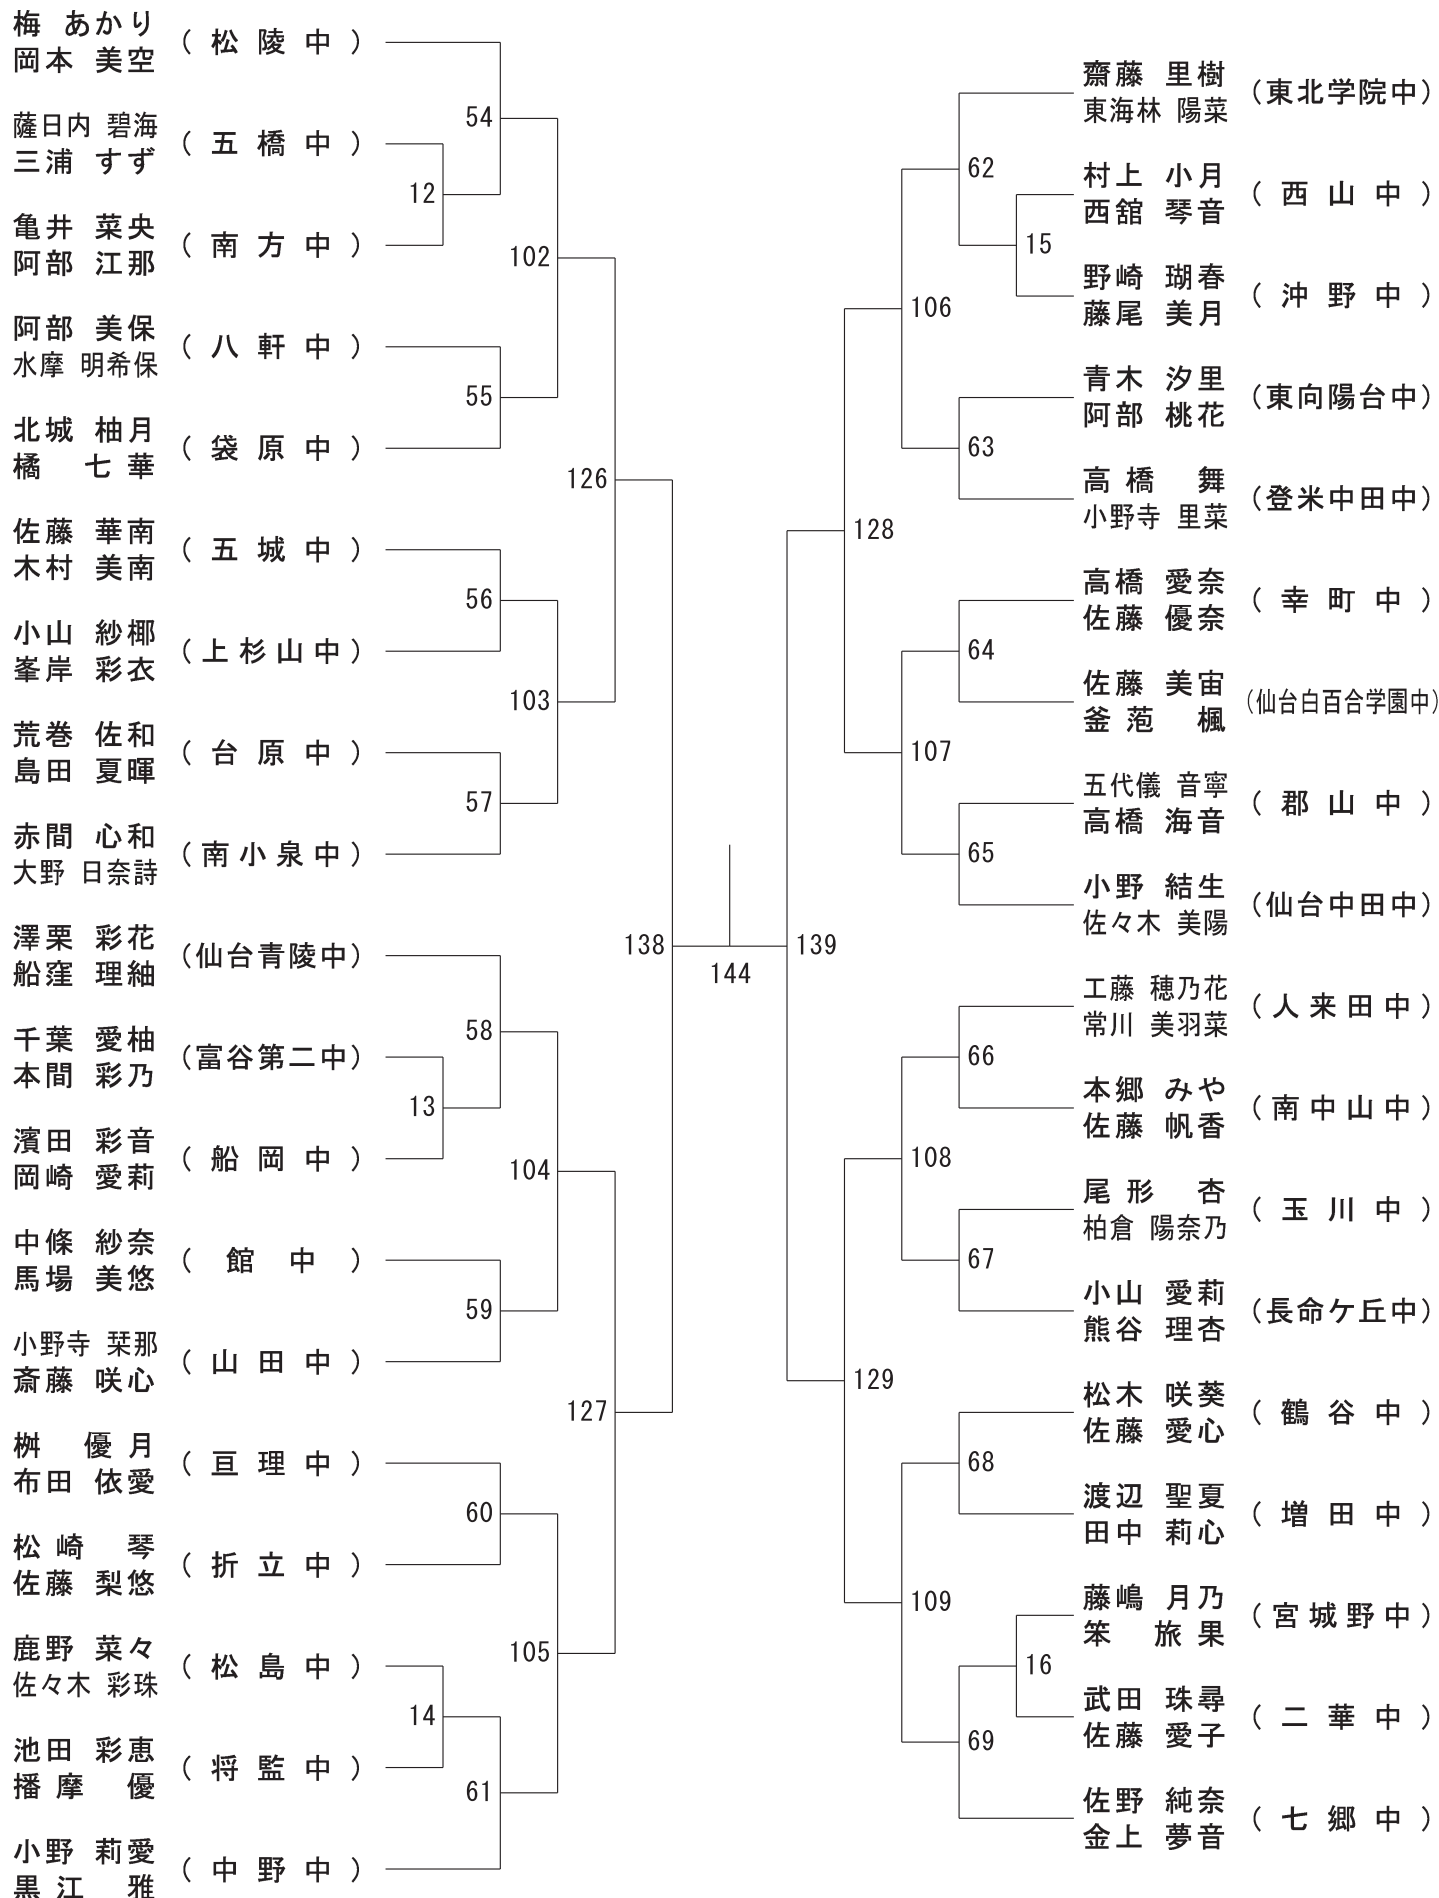 梅 あかり
岡本 美空
(松陵中)
薩日内 碧海
三浦 すず
(五橋中)
亀井 菜央
阿部 江那
(南方中)
阿部 美保
水摩 明希保
(八軒中)
北城 柚月
橘 七華
(袋原中)
佐藤 華南
木村 美南
(五城中)
小山 紗椰
峯岸 彩衣
(上杉山中)
荒巻 佐和
島田 夏暉
(台原中)
赤間 心和
大野 日奈詩
(南小泉中)
澤栗 彩花
船窪 理紬
(仙台青陵中)
千葉 愛柚
本間 彩乃
(富谷第二中)
濱田 彩音
岡崎 愛莉
(船岡中)
中條 紗奈
馬場 美悠
(館中)
小野寺 栞那
斎藤 咲心
(山田中)
桝 優月
布田 依愛
(亘理中)
松崎 琴
佐藤 梨悠
(折立中)
鹿野 菜々
佐々木 彩珠
(松島中)
池田 彩恵
播摩 優
(将監中)
小野 莉愛
黒江 雅
(中野中)
12
13
14
54
55
56
57
58
59
60
61
102
103
104
105
126
127
138
144
139
128
129
106
107
108
109
62
63
64
65
66
67
68
69
15
16
齋藤 里樹
東海林 陽菜
(東北学院中)
村上 小月
西舘 琴音
(西山中)
野崎 瑚春
藤尾 美月
(沖野中)
青木 汐里
阿部 桃花
(東向陽台中)
高橋 舞
小野寺 里菜
(登米中田中)
高橋 愛奈
佐藤 優奈
(幸町中)
佐藤 美宙
釜范 楓
(仙台白百合学園中)
五代儀 音寧
高橋 海音
(郡山中)
小野 結生
佐々木 美陽
(仙台中田中)
工藤 穂乃花
常川 美羽菜
(人来田中)
本郷 みや
佐藤 帆香
(南中山中)
尾形 杏
柏倉 陽奈乃
(玉川中)
小山 愛莉
熊谷 理杏
(長命ケ丘中)
松木 咲葵
佐藤 愛心
(鶴谷中)
渡辺 聖夏
田中 莉心
(増田中)
藤嶋 月乃
笨 旅果
(宮城野中)
武田 珠尋
佐藤 愛子
(二華中)
佐野 純奈
金上 夢音
(七郷中)